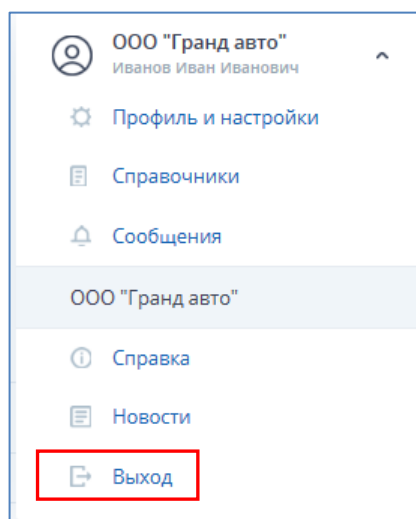 ООО "Гранд авто"
Иванов Иван Иванович
Профиль и настройки
Справочники
Сообщения
ООО "Гранд авто"
Справка
Новости
Выход